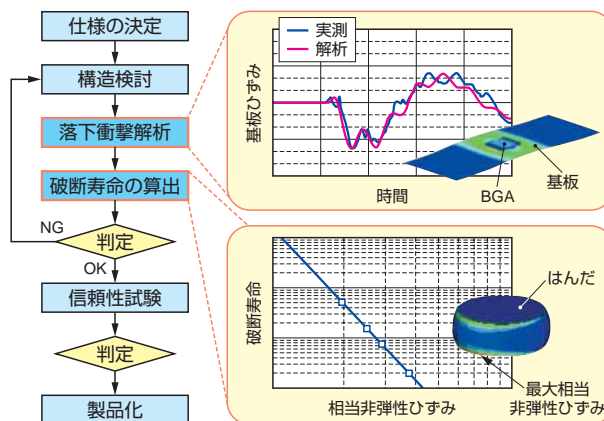 仕様の決定
構造検討
落下衝撃解析
破断寿命の算出
NG
判定
OK
信頼性試験
判定
製品化
実測
解析
基板ひずみ
時間
BGA
基板
破断寿命
相当非弾性ひずみ
はんだ
最大相当
非弾性ひずみ